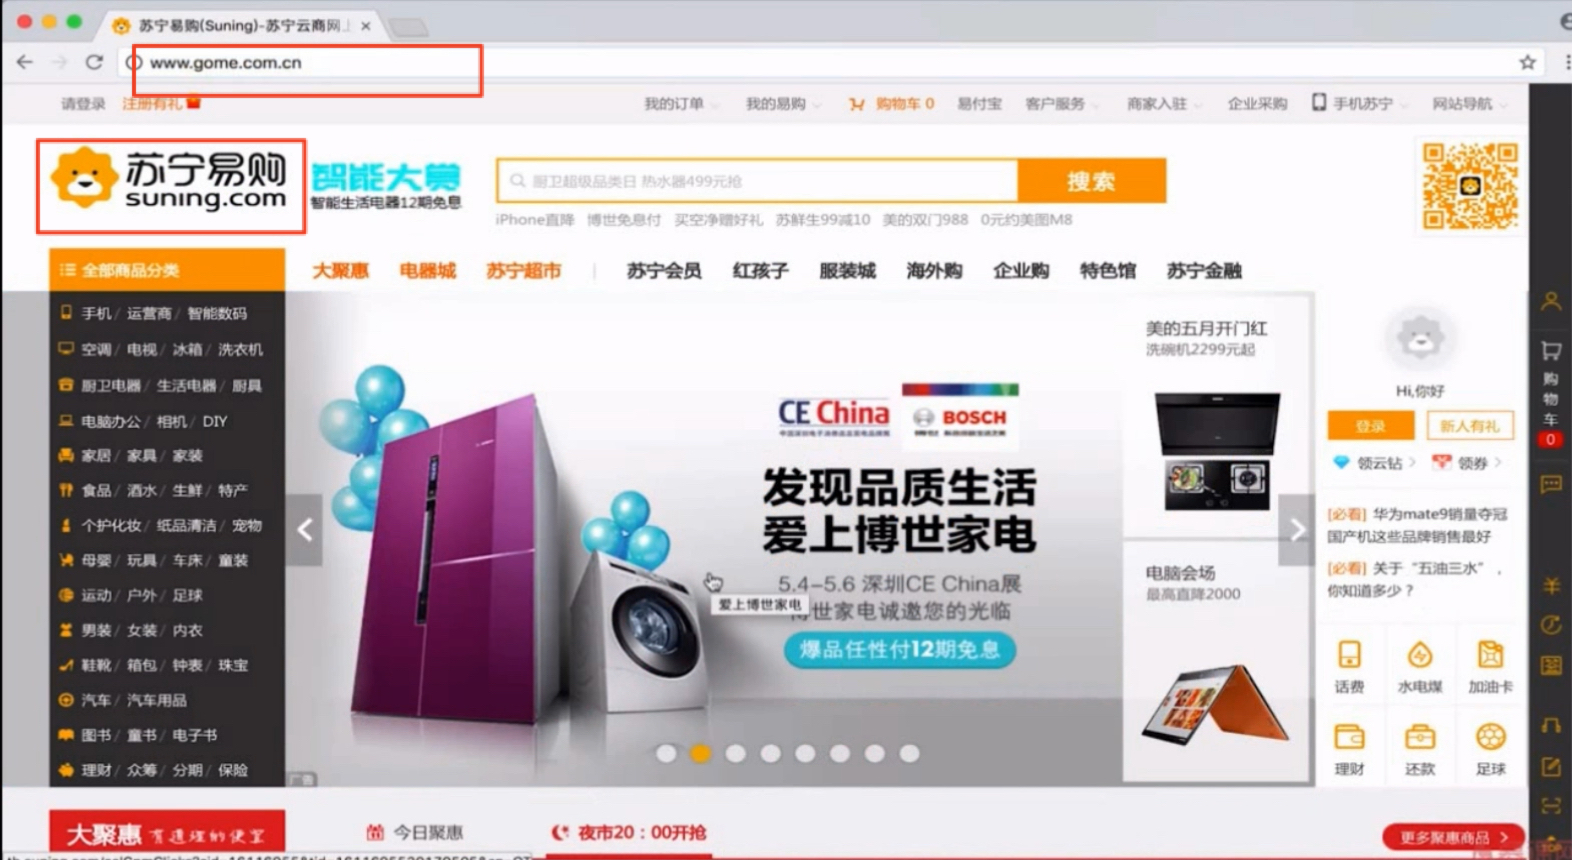 苏宁易购(Suning)-苏宁云商网上
www.gome.com.cn
请登录 注册有礼 我的订单 我的易购 购物车 0 易付宝 客户服务 商家入驻 企业采购 手机苏宁 网站导航
苏宁易购
suning.com
智能大赏
智能生活电器12期免息
厨卫超级品类日 热水器499元抢 搜索
iPhone直降 博世免息付 买空净赠好礼 苏鲜生99减10 美的双门988 0元约美图M8
全部商品分类 大聚惠 电器城 苏宁超市 苏宁会员 红孩子 服装城 海外购 企业购 特色馆 苏宁金融
手机/ 运营商/ 智能数码
空调/ 电视/ 冰箱/ 洗衣机
厨卫电器/ 生活电器/ 厨具
电脑办公/ 相机/ DIY
家居/ 家具/ 家装
食品/ 酒水/ 生鲜/ 特产
个护化妆/ 纸品清洁/ 宠物
母婴/ 玩具/ 车床/ 童装
运动/ 户外/ 足球
男装/ 女装/ 内衣
鞋靴/ 箱包/ 钟表/ 珠宝
汽车/ 汽车用品
图书/ 童书/ 电子书
理财/ 众筹/ 分期/ 保险
CE China
BOSCH
发现品质生活
爱上博世家电
5.4–5.6 深圳CE China展
博世家电诚邀您的光临
爱上博世家电
爆品任性付12期免息
广告
美的五月开门红
洗碗机2299元起
电脑会场
最高直降2000
Hi,你好
登录 新人有礼
领云钻 领券
[必看] 华为mate9销量夺冠
国产机这些品牌销售最好
[必看] 关于“五油三水”，
你知道多少？
话费 水电煤 加油卡
理财 还款 足球
购物车
0
大聚惠 有道理的便宜 今日聚惠 夜市20：00开抢 更多聚惠商品
TOP